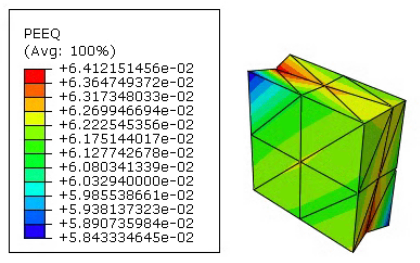 PEEQ
(Avg: 100%)
+6.412151456e-02
+6.364749372e-02
+6.317348033e-02
+6.269946694e-02
+6.222545356e-02
+6.175144017e-02
+6.127742678e-02
+6.080341339e-02
+6.032940000e-02
+5.985538661e-02
+5.938137323e-02
+5.890735984e-02
+5.843334645e-02